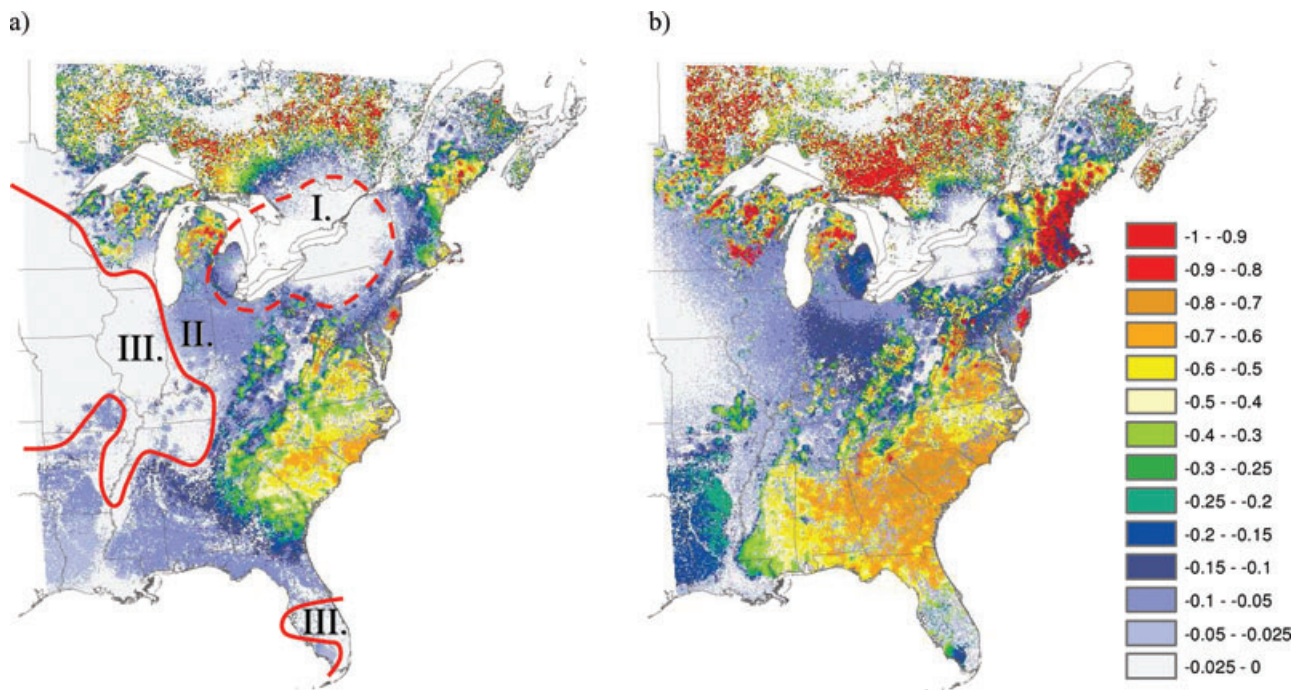 a)
b)
I.
II.
III.
III.
-1 - -0.9
-0.9 - -0.8
-0.8 - -0.7
-0.7 - -0.6
-0.6 - -0.5
-0.5 - -0.4
-0.4 - -0.3
-0.3 - -0.25
-0.25 - -0.2
-0.2 - -0.15
-0.15 - -0.1
-0.1 - -0.05
-0.05 - -0.025
-0.025 - 0